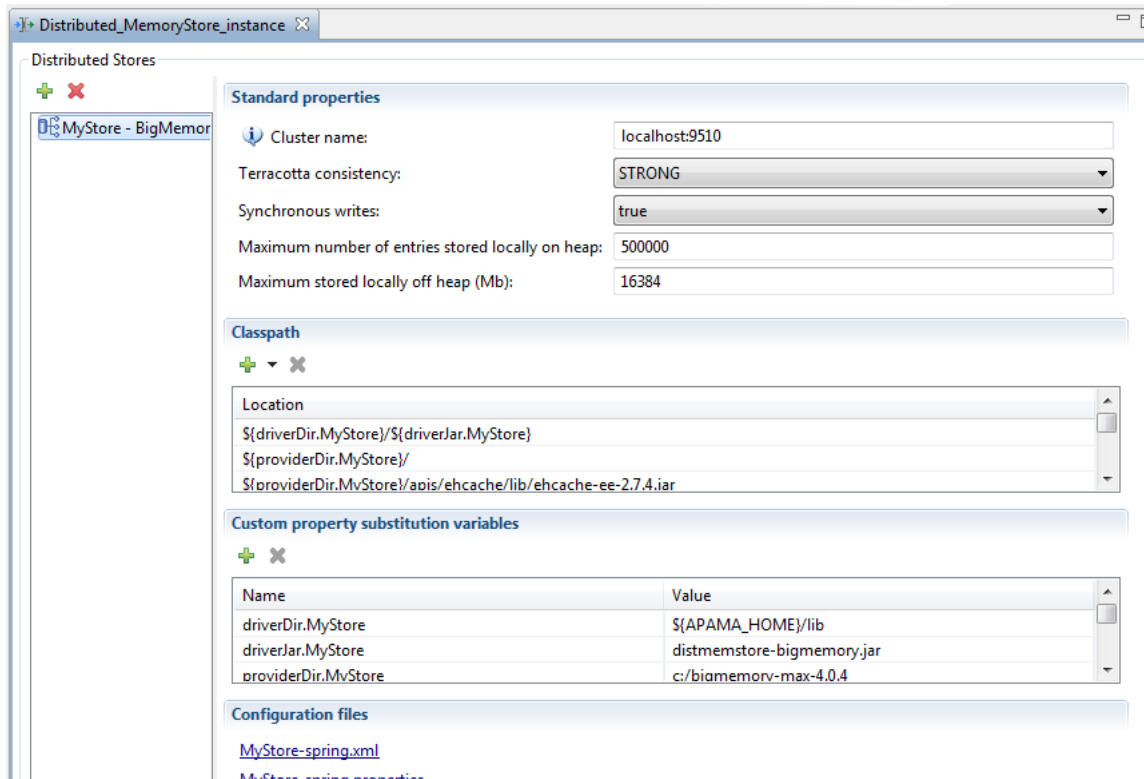 Distributed_MemoryStore_instance
Distributed Stores
MyStore - BigMemor
Standard properties
Cluster name: localhost:9510
Terracotta consistency: STRONG
Synchronous writes: true
Maximum number of entries stored locally on heap: 500000
Maximum stored locally off heap (Mb): 16384
Classpath
Location
${driverDir.MyStore}/${driverJar.MyStore}
${providerDir.MyStore}/
${providerDir.MyStore}/apis/ehcache/lib/ehcache-ee-2.7.4.jar
Custom property substitution variables
Name Value
driverDir.MyStore ${APAMA_HOME}/lib
driverJar.MyStore distmemstore-bigmemory.jar
providerDir.MyStore c:/bigmemory-max-4.0.4
Configuration files
MyStore-spring.xml
MyStore-spring.properties